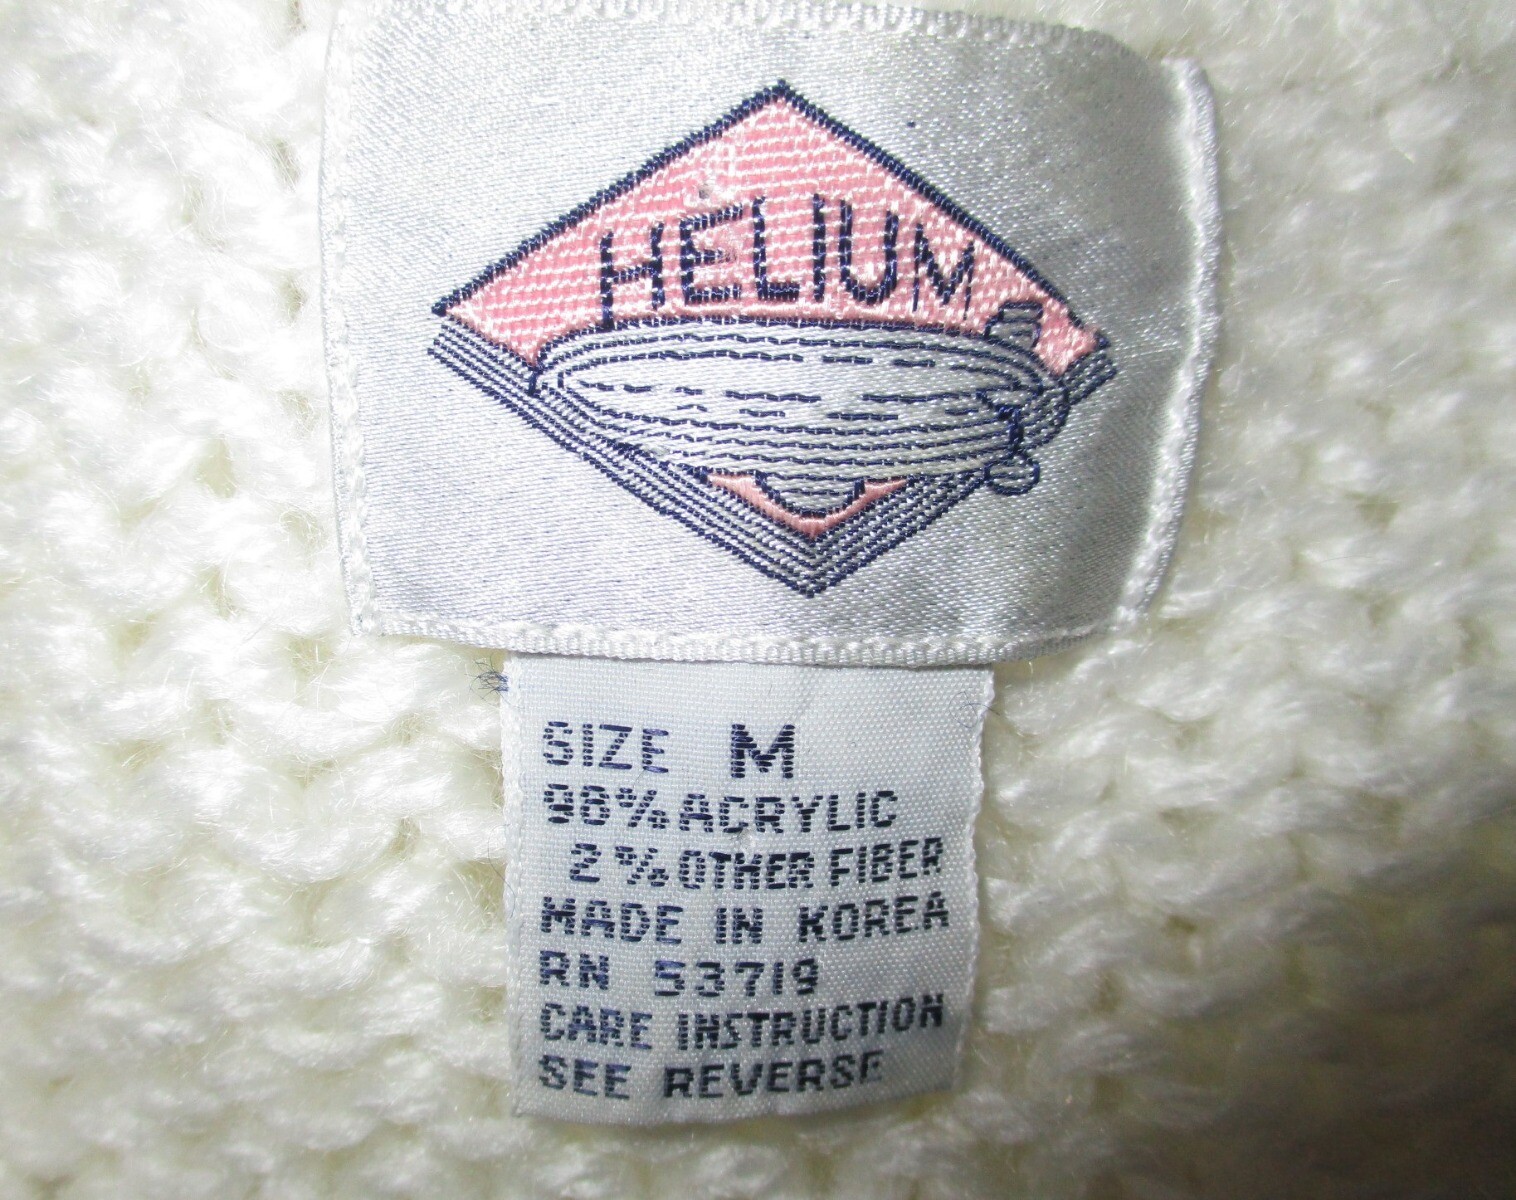 HELIUM
SIZE M
98% ACRYLIC
2% OTHER FIBER
MADE IN KOREA
RN 53719
CARE INSTRUCTION
SEE REVERSE